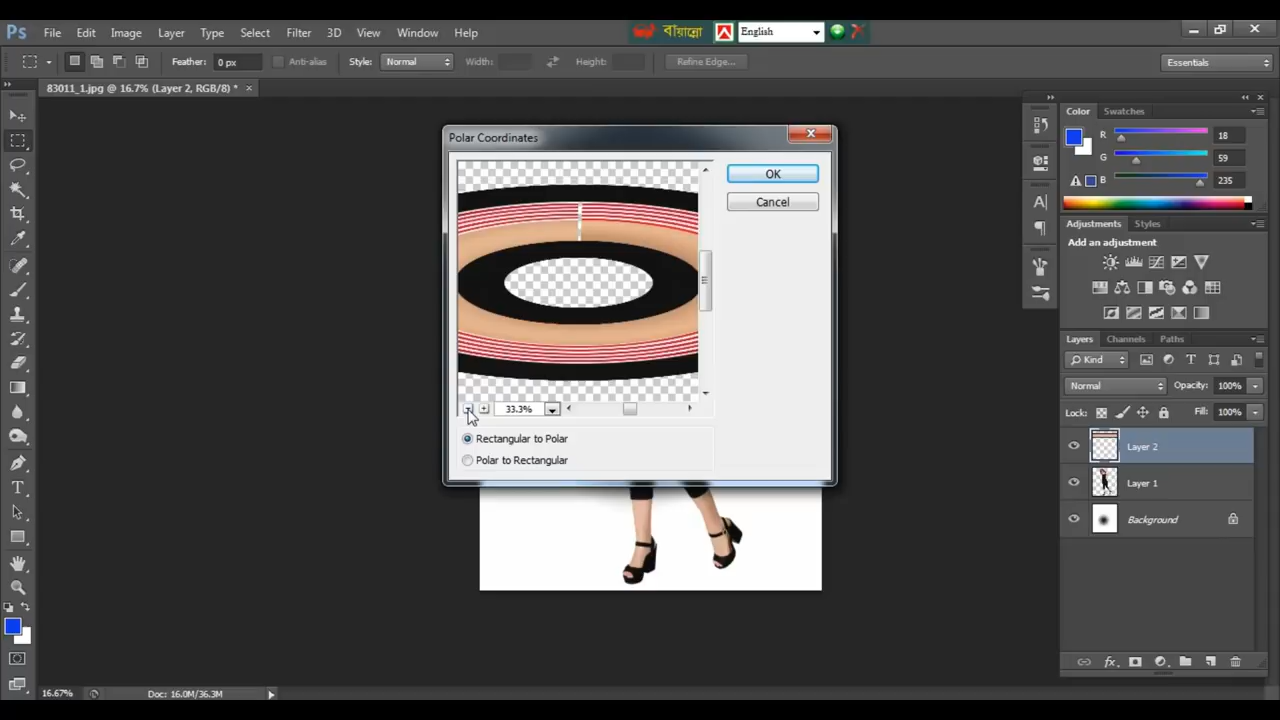 Ps File Edit Image Layer Type Select Filter 3D View Window Help বায়ান্নো English
Feather: 0 px Anti-alias Style: Normal Width: Height: Refine Edge... Essentials
83011_1.jpg @ 16.7% (Layer 2, RGB/8) *
Polar Coordinates
OK
Cancel
33.3%
Rectangular to Polar
Polar to Rectangular
Color Swatches
R 18
G 59
B 235
Adjustments Styles
Add an adjustment
Layers Channels Paths
Kind
Normal Opacity: 100%
Lock: Fill: 100%
Layer 2
Layer 1
Background
16.67% Doc: 16.0M/36.3M